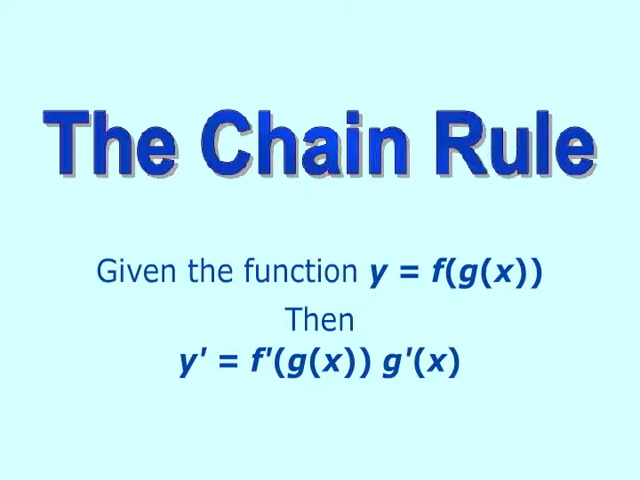 The Chain Rule
Given the function y = f(g(x))
Then
y' = f'(g(x)) g'(x)